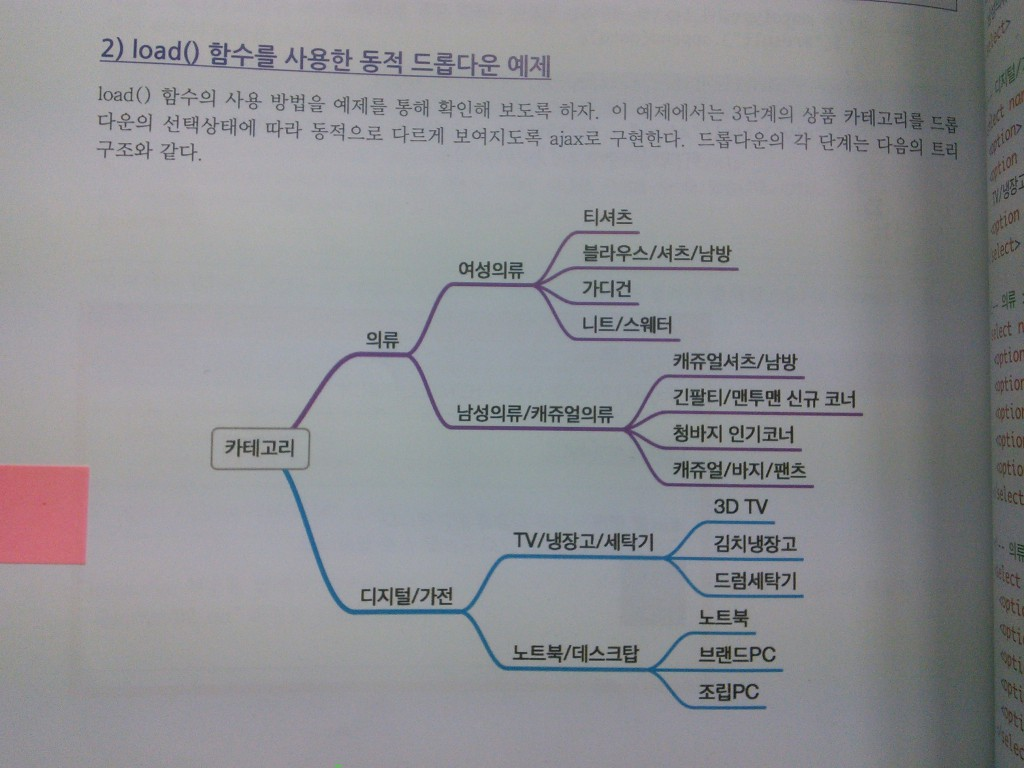 2) load() 함수를 사용한 동적 드롭다운 예제
load() 함수의 사용 방법을 예제를 통해 확인해 보도록 하자. 이 예제에서는 3단계의 상품 카테고리를 드롭
다운의 선택상태에 따라 동적으로 다르게 보여지도록 ajax로 구현한다. 드롭다운의 각 단계는 다음의 트리
구조와 같다.
카테고리
의류
여성의류
티셔츠
블라우스/셔츠/남방
가디건
니트/스웨터
남성의류/캐쥬얼의류
캐쥬얼셔츠/남방
긴팔티/맨투맨 신규 코너
청바지 인기코너
캐쥬얼/바지/팬츠
디지털/가전
TV/냉장고/세탁기
3D TV
김치냉장고
드럼세탁기
노트북/데스크탑
노트북
브랜드PC
조립PC